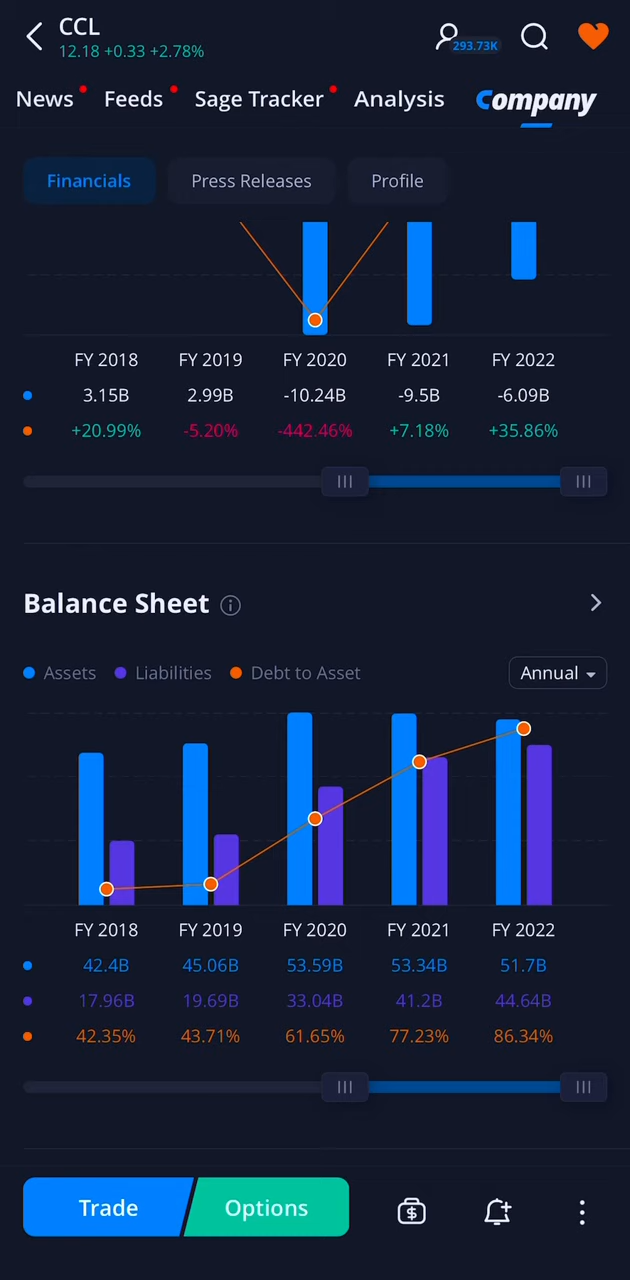 CCL
12.18 +0.33 +2.78%
293.73K
News Feeds Sage Tracker Analysis Company
Financials Press Releases Profile
FY 2018 FY 2019 FY 2020 FY 2021 FY 2022
3.15B 2.99B -10.24B -9.5B -6.09B
+20.99% -5.20% -442.46% +7.18% +35.86%
Balance Sheet
Assets Liabilities Debt to Asset Annual
FY 2018 FY 2019 FY 2020 FY 2021 FY 2022
42.4B 45.06B 53.59B 53.34B 51.7B
17.96B 19.69B 33.04B 41.2B 44.64B
42.35% 43.71% 61.65% 77.23% 86.34%
Trade Options